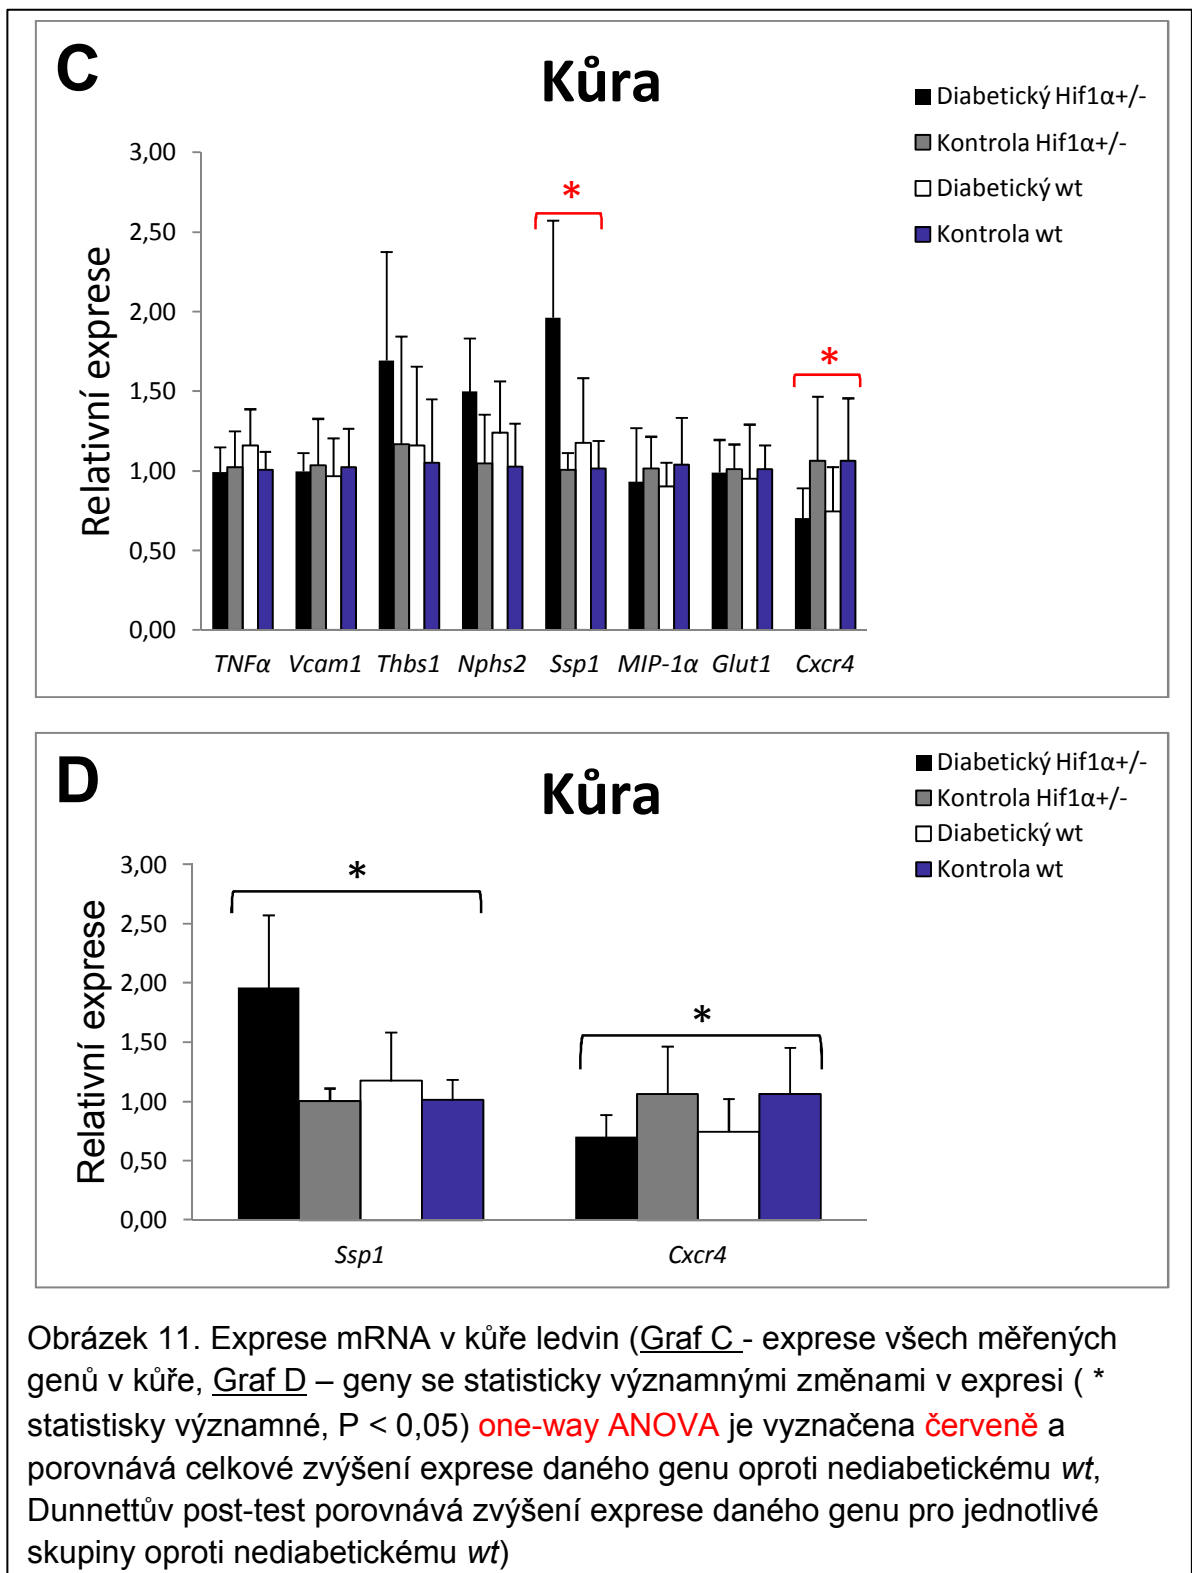 C
Kůra
Diabetický Hif1α+/-
Kontrola Hif1α+/-
Diabetický wt
Kontrola wt
Relativní exprese
3,00
2,50
2,00
1,50
1,00
0,50
0,00
*
*
TNFα Vcam1 Thbs1 Nphs2 Ssp1 MIP-1α Glut1 Cxcr4
D
Kůra
Diabetický Hif1α+/-
Kontrola Hif1α+/-
Diabetický wt
Kontrola wt
Relativní exprese
3,00
2,50
2,00
1,50
1,00
0,50
0,00
*
*
Ssp1 Cxcr4
Obrázek 11. Exprese mRNA v kůře ledvin (Graf C - exprese všech měřených
genů v kůře, Graf D – geny se statisticky významnými změnami v expresi ( *
statistisky významné, P < 0,05) one-way ANOVA je vyznačena červeně a
porovnává celkové zvýšení exprese daného genu oproti nediabetickému wt,
Dunnettův post-test porovnává zvýšení exprese daného genu pro jednotlivé
skupiny oproti nediabetickému wt)